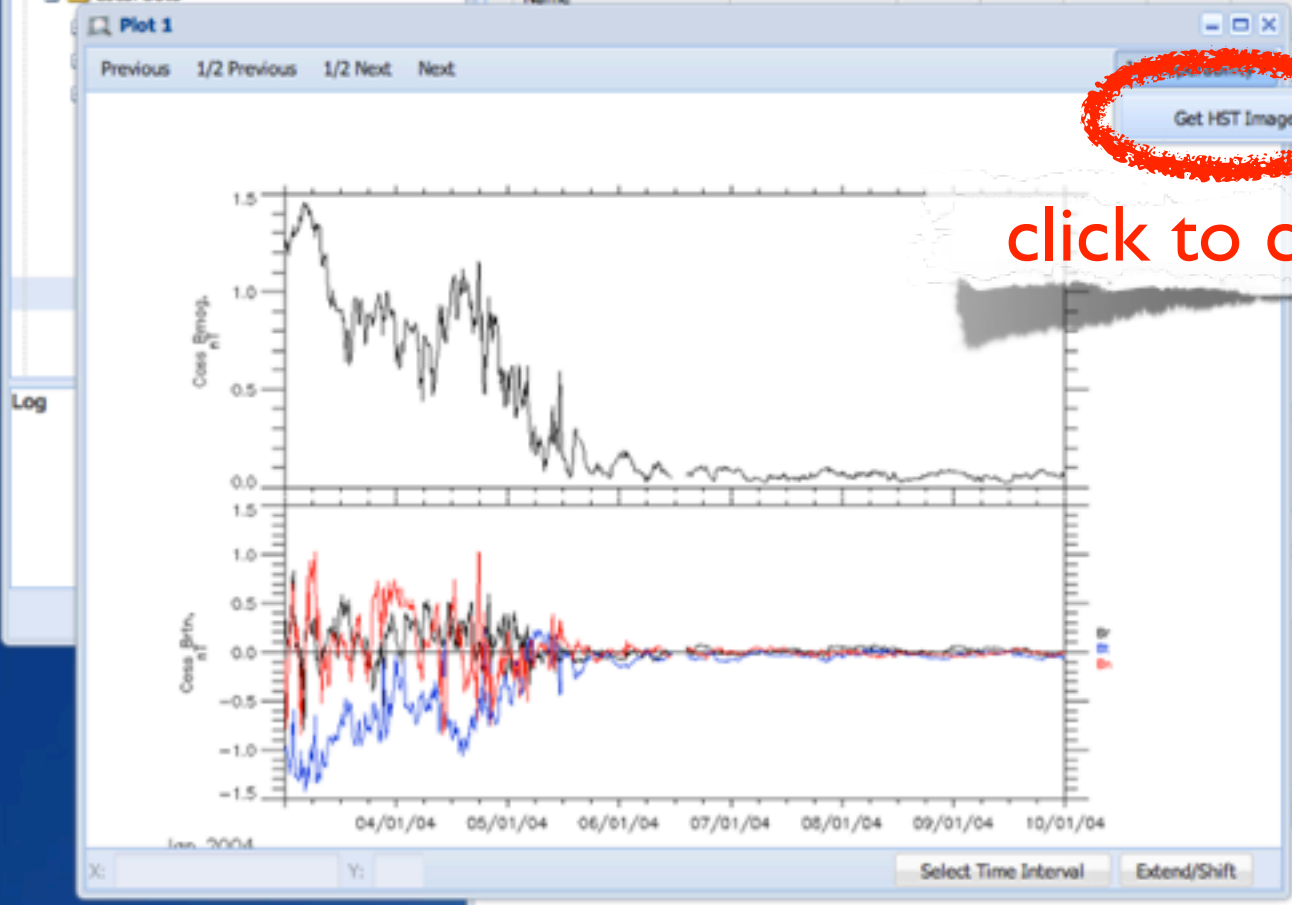 Plot 1
Previous 1/2 Previous 1/2 Next Next
Get HST Image
click to
1.5
1.0
0.5
0.0
nT
1.5
1.0
0.5
0.0
-0.5
-1.0
-1.5
nT
04/01/04 05/01/04 06/01/04 07/01/04 08/01/04 09/01/04 10/01/04
Jan 2004
Log
X: Y: Select Time Interval Extend/Shift